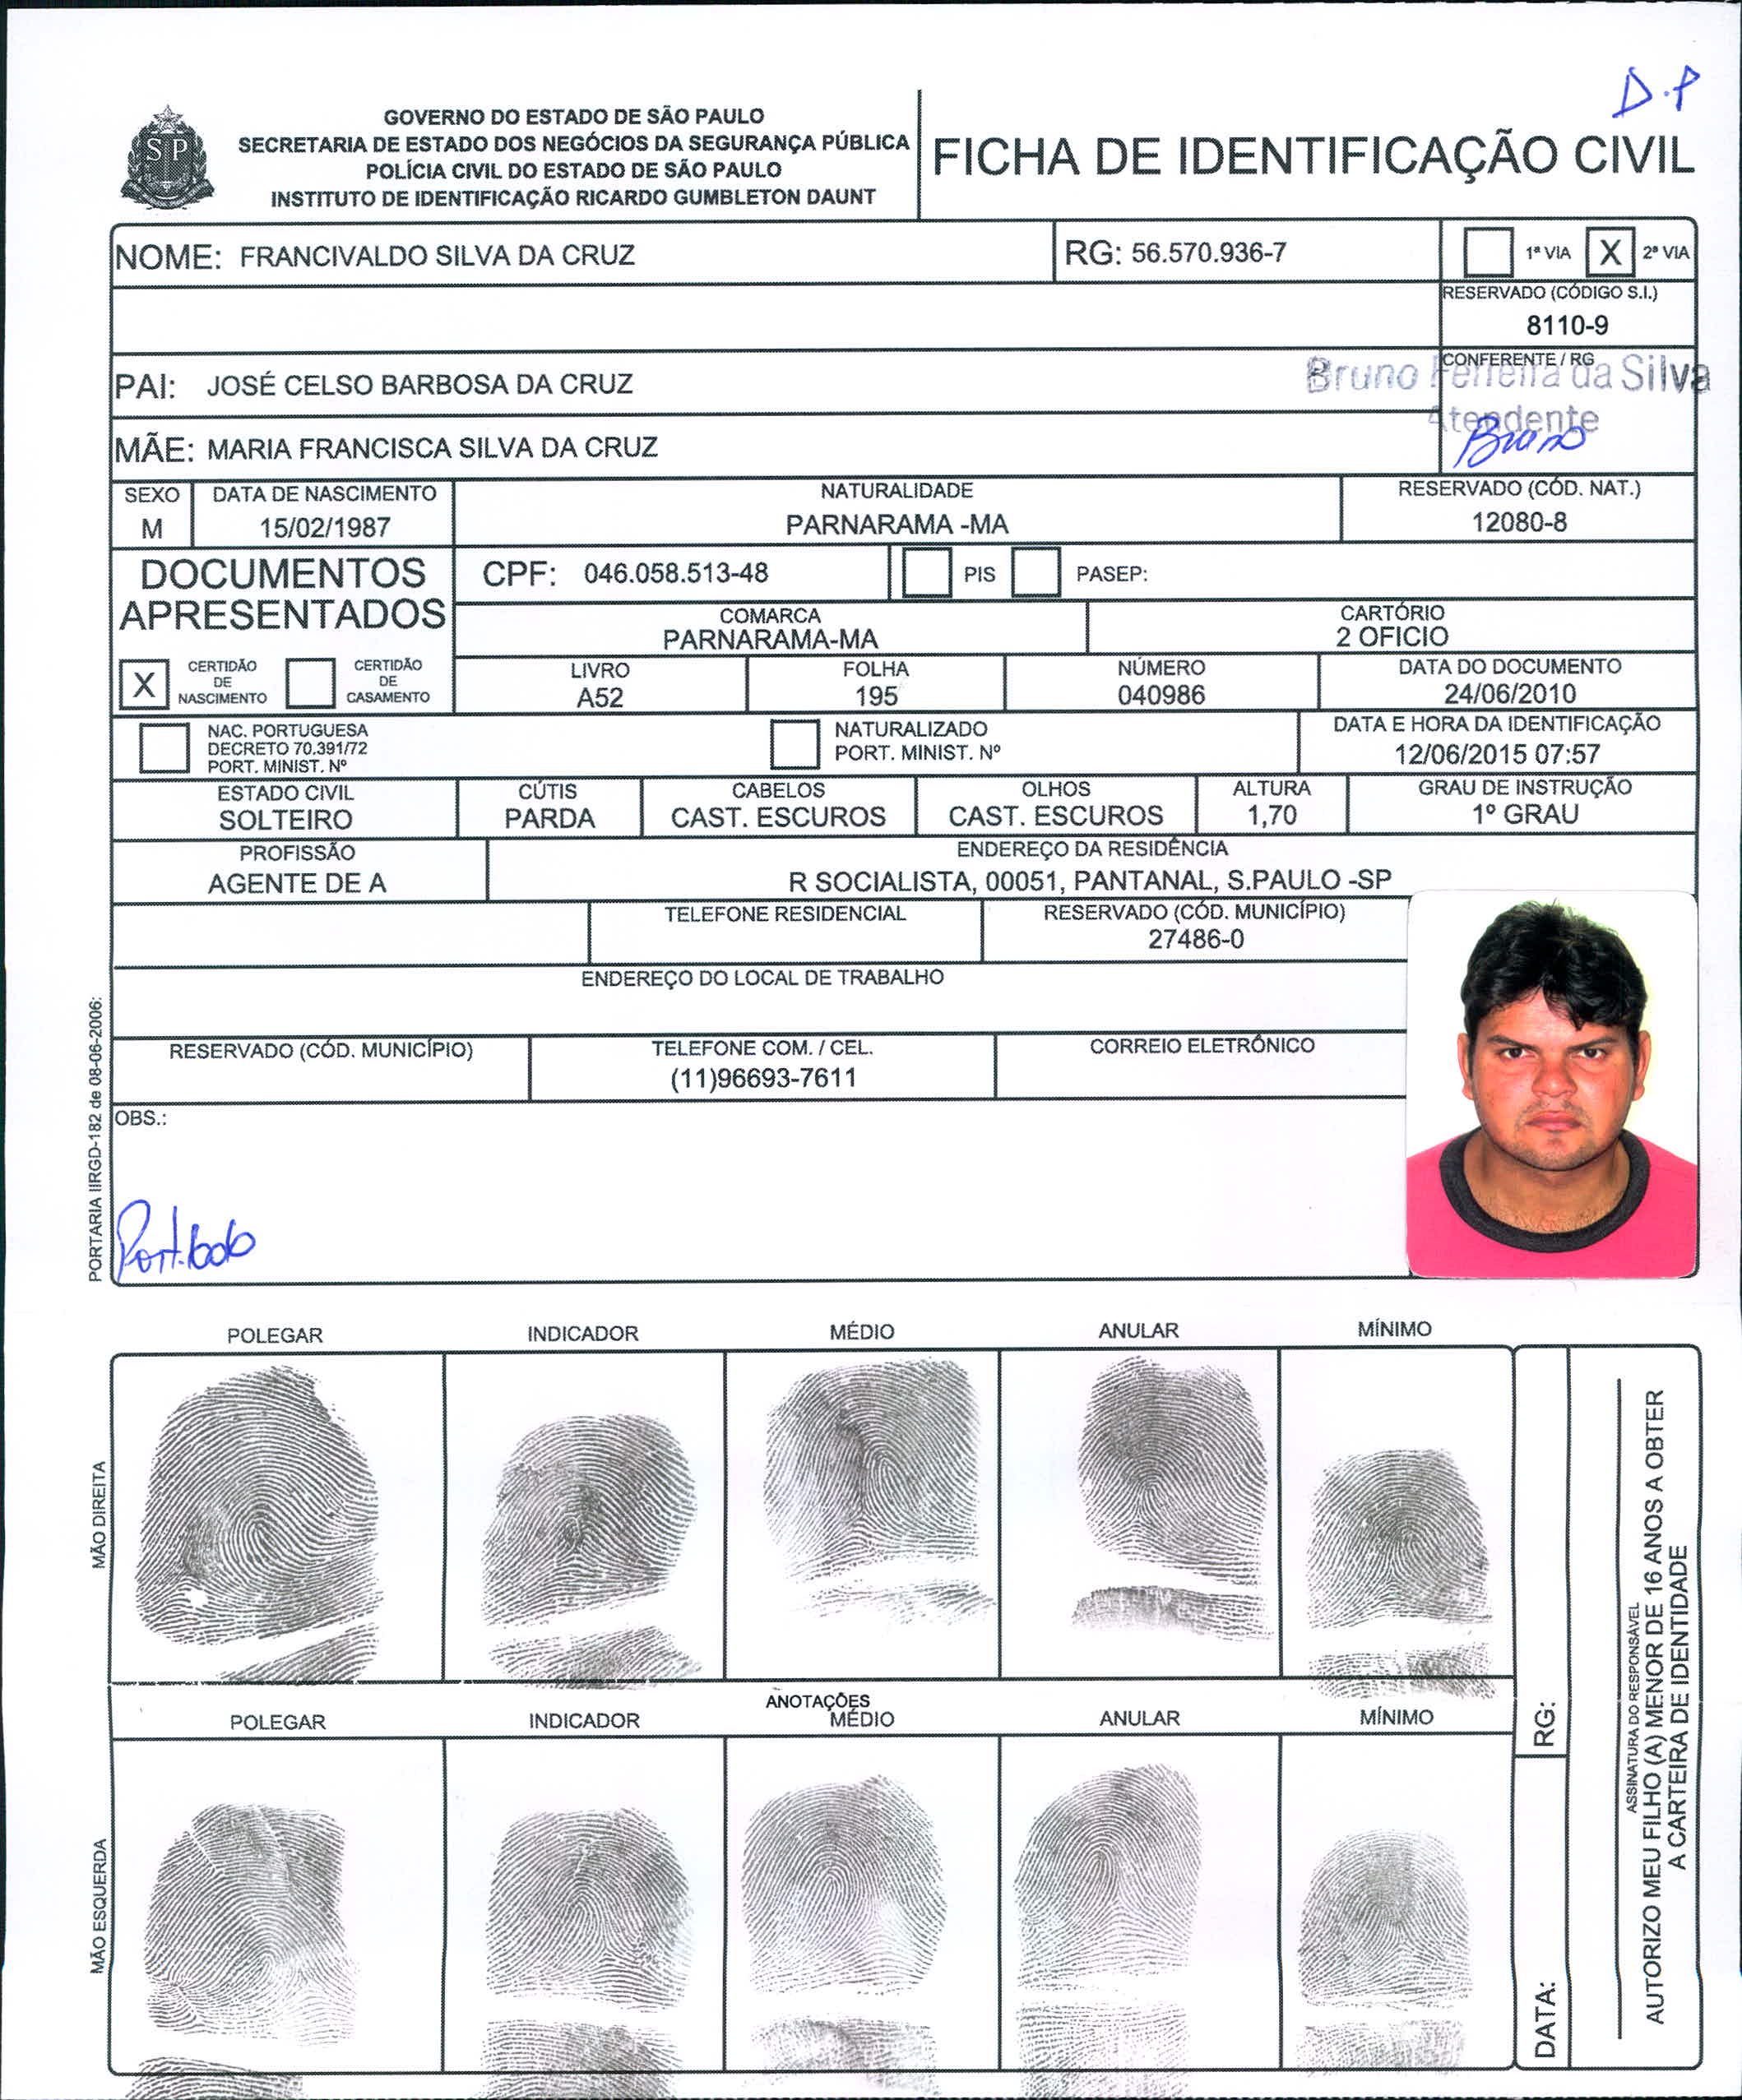 D.P
GOVERNO DO ESTADO DE SÃO PAULO
SECRETARIA DE ESTADO DOS NEGÓCIOS DA SEGURANÇA PÚBLICA
POLÍCIA CIVIL DO ESTADO DE SÃO PAULO
INSTITUTO DE IDENTIFICAÇÃO RICARDO GUMBLETON DAUNT
SP
FICHA DE IDENTIFICAÇÃO CIVIL
NOME: FRANCIVALDO SILVA DA CRUZ
RG: 56.570.936-7
1ª VIA X 2ª VIA
RESERVADO (CÓDIGO S.I.)
8110-9
PAI: JOSÉ CELSO BARBOSA DA CRUZ
CONFERENTE / RG
Bruno Ferreira da Silva
Atendente
Bruno
MÃE: MARIA FRANCISCA SILVA DA CRUZ
SEXO
M
DATA DE NASCIMENTO
15/02/1987
NATURALIDADE
PARNARAMA -MA
RESERVADO (CÓD. NAT.)
12080-8
DOCUMENTOS
APRESENTADOS
CPF: 046.058.513-48
PIS
PASEP:
COMARCA
PARNARAMA-MA
CARTÓRIO
2 OFICIO
X
CERTIDÃO
DE
NASCIMENTO
CERTIDÃO
DE
CASAMENTO
LIVRO
A52
FOLHA
195
NÚMERO
040986
DATA DO DOCUMENTO
24/06/2010
NAC. PORTUGUESA
DECRETO 70.391/72
PORT. MINIST. Nº
NATURALIZADO
PORT. MINIST. Nº
DATA E HORA DA IDENTIFICAÇÃO
12/06/2015 07:57
ESTADO CIVIL
SOLTEIRO
CÚTIS
PARDA
CABELOS
CAST. ESCUROS
OLHOS
CAST. ESCUROS
ALTURA
1,70
GRAU DE INSTRUÇÃO
1º GRAU
PROFISSÃO
AGENTE DE A
ENDEREÇO DA RESIDÊNCIA
R SOCIALISTA, 00051, PANTANAL, S.PAULO -SP
TELEFONE RESIDENCIAL
RESERVADO (CÓD. MUNICÍPIO)
27486-0
ENDEREÇO DO LOCAL DE TRABALHO
RESERVADO (CÓD. MUNICÍPIO)
TELEFONE COM. / CEL.
(11)96693-7611
CORREIO ELETRÔNICO
OBS.:
PORTARIA IIRGD-182 de 08-06-2006:
POLEGAR
INDICADOR
MÉDIO
ANULAR
MÍNIMO
MÃO DIREITA
ANOTAÇÕES
POLEGAR
INDICADOR
MÉDIO
ANULAR
MÍNIMO
MÃO ESQUERDA
RG:
DATA:
ASSINATURA DO RESPONSÁVEL
AUTORIZO MEU FILHO (A) MENOR DE 16 ANOS A OBTER
A CARTEIRA DE IDENTIDADE